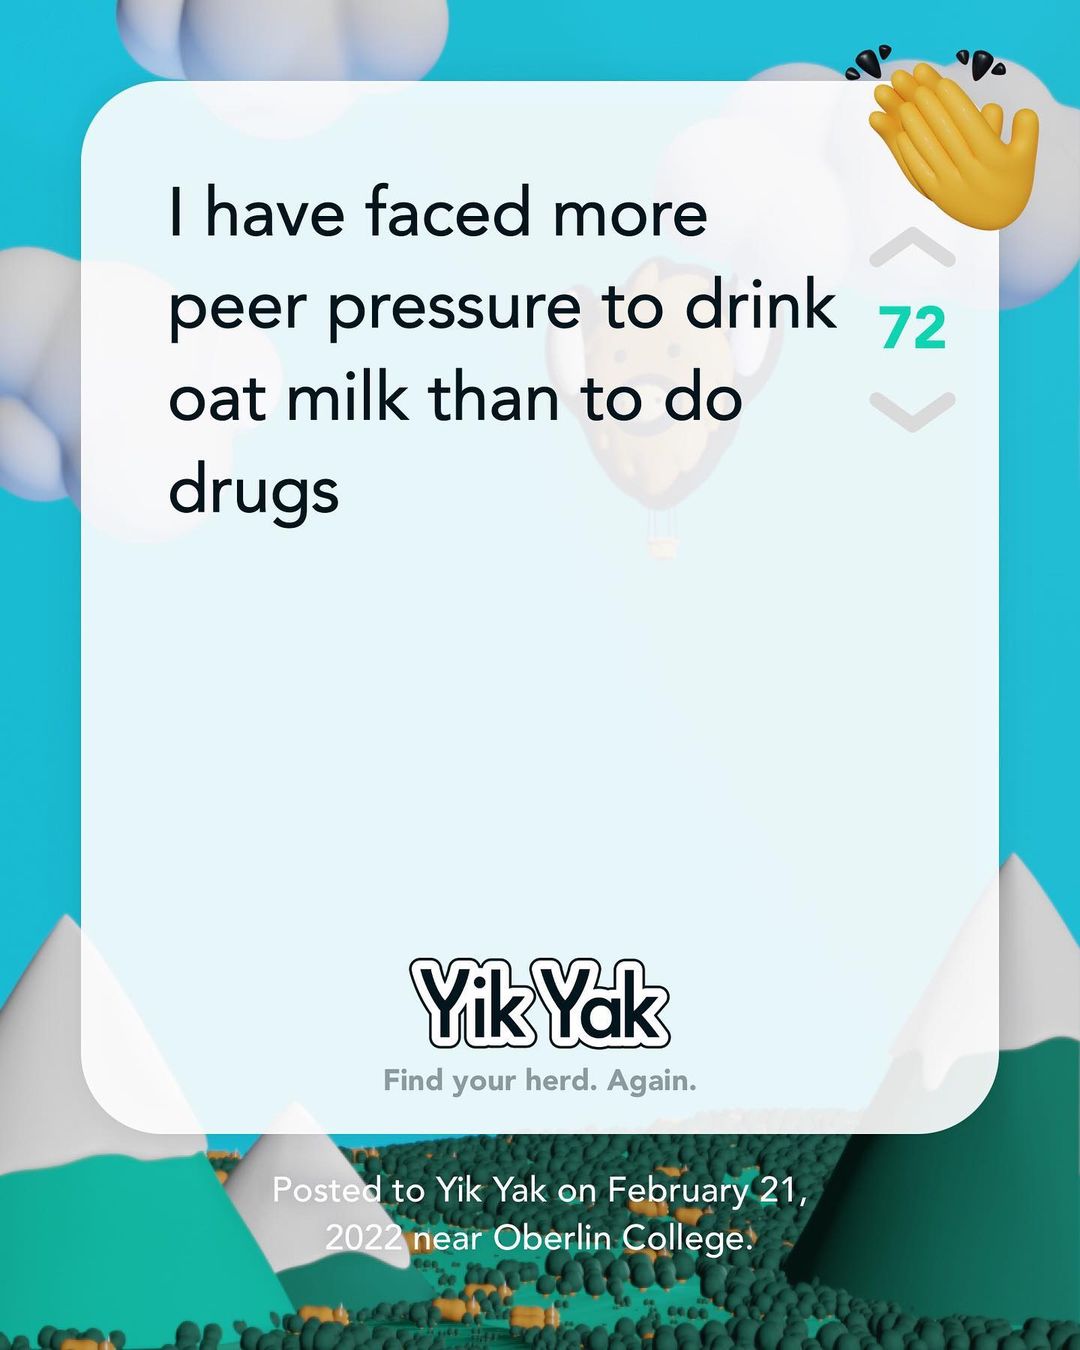 I have faced more
peer pressure to drink
oat milk than to do
drugs
72
Yik Yak
Find your herd. Again.
Posted to Yik Yak on February 21,
2022 near Oberlin College.